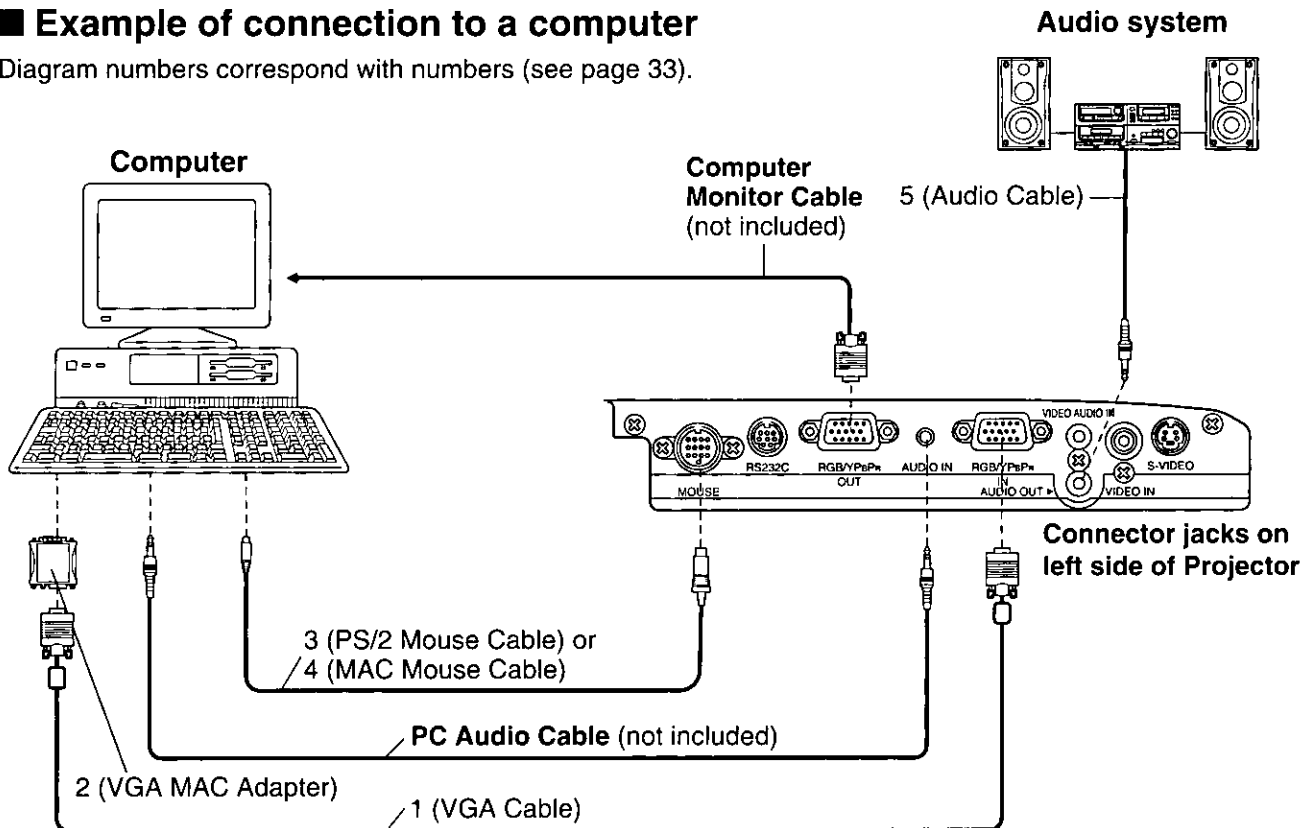 ■ Example of connection to a computer
Diagram numbers correspond with numbers (see page 33).
Audio system
Computer
Computer
Monitor Cable
(not included)
5 (Audio Cable)
VIDEO AUDIO IN
RS232C
RGB/YPBPR
OUT
AUDIO IN
RGB/YPBPR
IN
S-VIDEO
MOUSE
AUDIO OUT ▶
VIDEO IN
Connector jacks on
left side of Projector
3 (PS/2 Mouse Cable) or
4 (MAC Mouse Cable)
PC Audio Cable (not included)
2 (VGA MAC Adapter)
1 (VGA Cable)